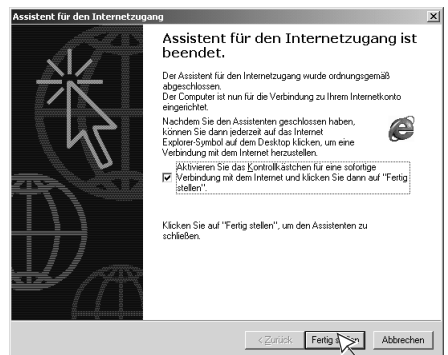 Assistent für den Internetzugang
Assistent für den Internetzugang ist
beendet.
Der Assistent für den Internetzugang wurde ordnungsgemäß
abgeschlossen.
Der Computer ist nun für die Verbindung zu Ihrem Internetkonto
eingerichtet.
Nachdem Sie den Assistenten geschlossen haben,
können Sie dann jederzeit auf das Internet
Explorer-Symbol auf dem Desktop klicken, um eine
Verbindung mit dem Internet herzustellen.
Aktivieren Sie das Kontrollkästchen für eine sofortige
Verbindung mit dem Internet und klicken Sie dann auf "Fertig
stellen".
Klicken Sie auf "Fertig stellen", um den Assistenten zu
schließen.
< Zurück Fertig Abbrechen